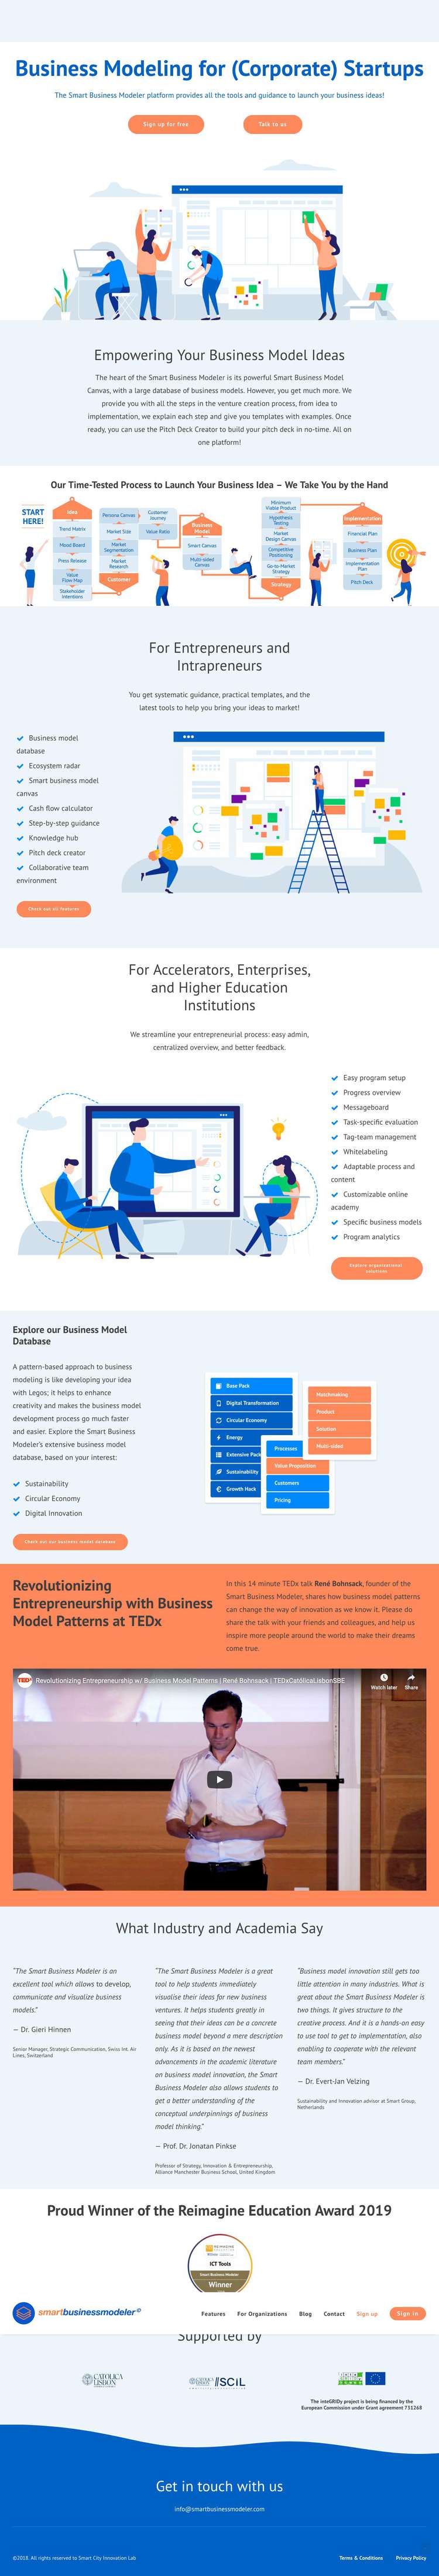 Business Modeling for (Corporate) Startups
The Smart Business Modeler platform provides all the tools and guidance to launch your business ideas!
Sign up for free
Talk to us
Empowering Your Business Model Ideas
The heart of the Smart Business Modeler is its powerful Smart Business Model
Canvas, with a large database of business models. However, you get much more. We
provide you with all the steps in the venture creation process, from idea to
implementation, we explain each step and give you templates with examples. Once
ready, you can use the Pitch Deck Creator to build your pitch deck in no-time. All on
one platform!
Our Time-Tested Process to Launch Your Business Idea – We Take You by the Hand
START
HERE!
Idea
Trend Matrix
Mood Board
Press Release
Value
Flow Map
Stakeholder
Intentions
Persona Canvas
Market Size
Market
Segmentation
Market
Research
Customer
Customer
Journey
Value Ratio
Business
Model
Smart Canvas
Multi-sided
Canvas
Minimum
Viable Product
Hypothesis
Testing
Market
Design Canvas
Competitive
Positioning
Go-to-Market
Strategy
Strategy
Implementation
Financial Plan
Business Plan
Implementation
Plan
Pitch Deck
For Entrepreneurs and
Intrapreneurs
You get systematic guidance, practical templates, and the
latest tools to help you bring your ideas to market!
Business model
database
Ecosystem radar
Smart business model
canvas
Cash flow calculator
Step-by-step guidance
Knowledge hub
Pitch deck creator
Collaborative team
environment
Check out all features
For Accelerators, Enterprises,
and Higher Education
Institutions
We streamline your entrepreneurial process: easy admin,
centralized overview, and better feedback.
Easy program setup
Progress overview
Messageboard
Task-specific evaluation
Tag-team management
Whitelabeling
Adaptable process and
content
Customizable online
academy
Specific business models
Program analytics
Explore organizational
solutions
Explore our Business Model
Database
A pattern-based approach to business
modeling is like developing your idea
with Legos; it helps to enhance
creativity and makes the business model
development process go much faster
and easier. Explore the Smart Business
Modeler's extensive business model
database, based on your interest:
Sustainability
Circular Economy
Digital Innovation
Check out our business model database
Base Pack
Digital Transformation
Circular Economy
Energy
Extensive Pack
Sustainability
Growth Hack
Matchmaking
Product
Solution
Multi-sided
Processes
Value Proposition
Customers
Pricing
Revolutionizing
Entrepreneurship with Business
Model Patterns at TEDx
In this 14 minute TEDx talk René Bohnsack, founder of the
Smart Business Modeler, shares how business model patterns
can change the way of innovation as we know it. Please do
share the talk with your friends and colleagues, and help us
inspire more people around the world to make their dreams
come true.
TEDx
Revolutionizing Entrepreneurship w/ Business Model Patterns | René Bohnsack | TEDxCatólicaLisbonSBE
Watch later
Share
What Industry and Academia Say
"The Smart Business Modeler is an
excellent tool which allows to develop,
communicate and visualize business
models."
— Dr. Gieri Hinnen
Senior Manager, Strategic Communication, Swiss Int. Air
Lines, Switzerland
"The Smart Business Modeler is a great
tool to help students immediately
visualise their ideas for new business
ventures. It helps students greatly in
seeing that their ideas can be a concrete
business model beyond a mere description
only. As it is based on the newest
advancements in the academic literature
on business model innovation, the Smart
Business Modeler also allows students to
get a better understanding of the
conceptual underpinnings of business
model thinking."
— Prof. Dr. Jonatan Pinkse
Professor of Strategy, Innovation & Entrepreneurship,
Alliance Manchester Business School, United Kingdom
"Business model innovation still gets too
little attention in many industries. What is
great about the Smart Business Modeler is
two things. It gives structure to the
creative process. And it is a hands-on easy
to use tool to get to implementation, also
enabling to cooperate with the relevant
team members."
— Dr. Evert-Jan Velzing
Sustainability and Innovation advisor at Smart Group,
Netherlands
Proud Winner of the Reimagine Education Award 2019
REIMAGINE
ICT Tools
Smart Business Modeler
Winner
smartbusinessmodeler
Features
For Organizations
Blog
Contact
Sign up
Sign in
Supported by
CATOLICA
LISBON
CATOLICA
LISBON
//SCIL
The inteGRIDy project is being financed by the
European Commission under Grant agreement 731268
Get in touch with us
info@smartbusinessmodeler.com
©2018. All rights reserved to Smart City Innovation Lab
Terms & Conditions
Privacy Policy